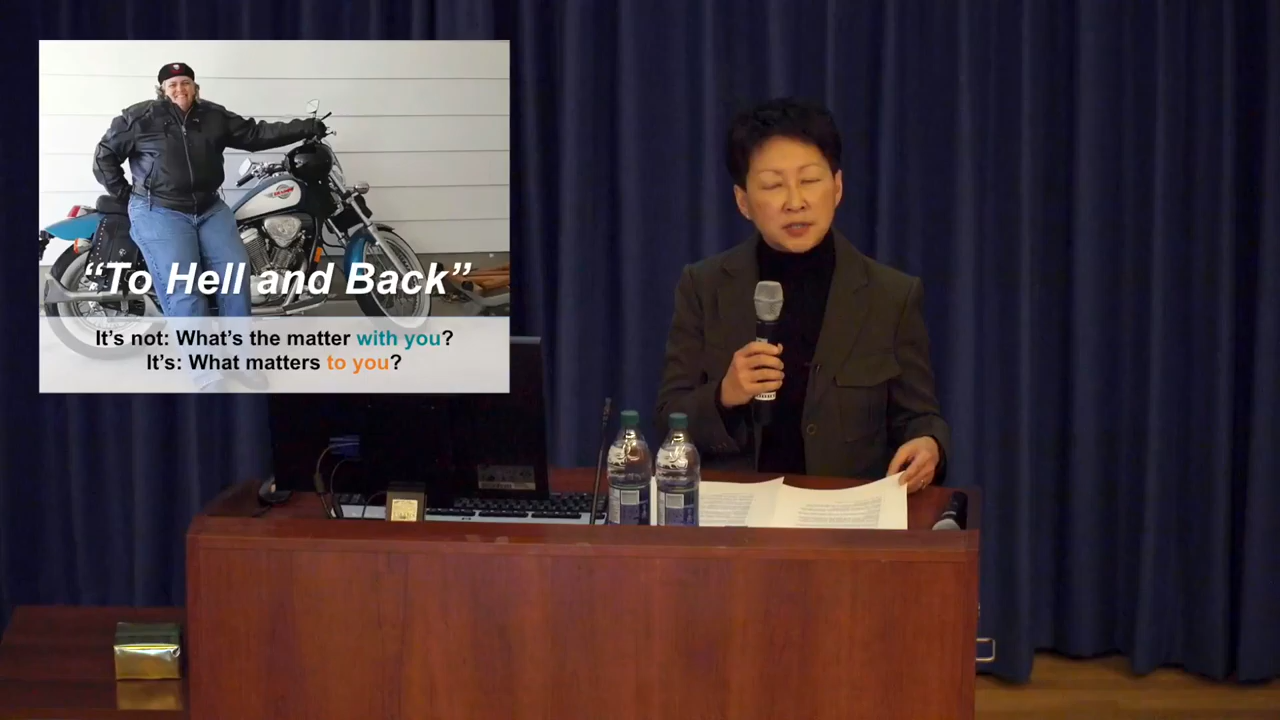 “To Hell and Back”
It’s not: What’s the matter with you?
It’s: What matters to you?